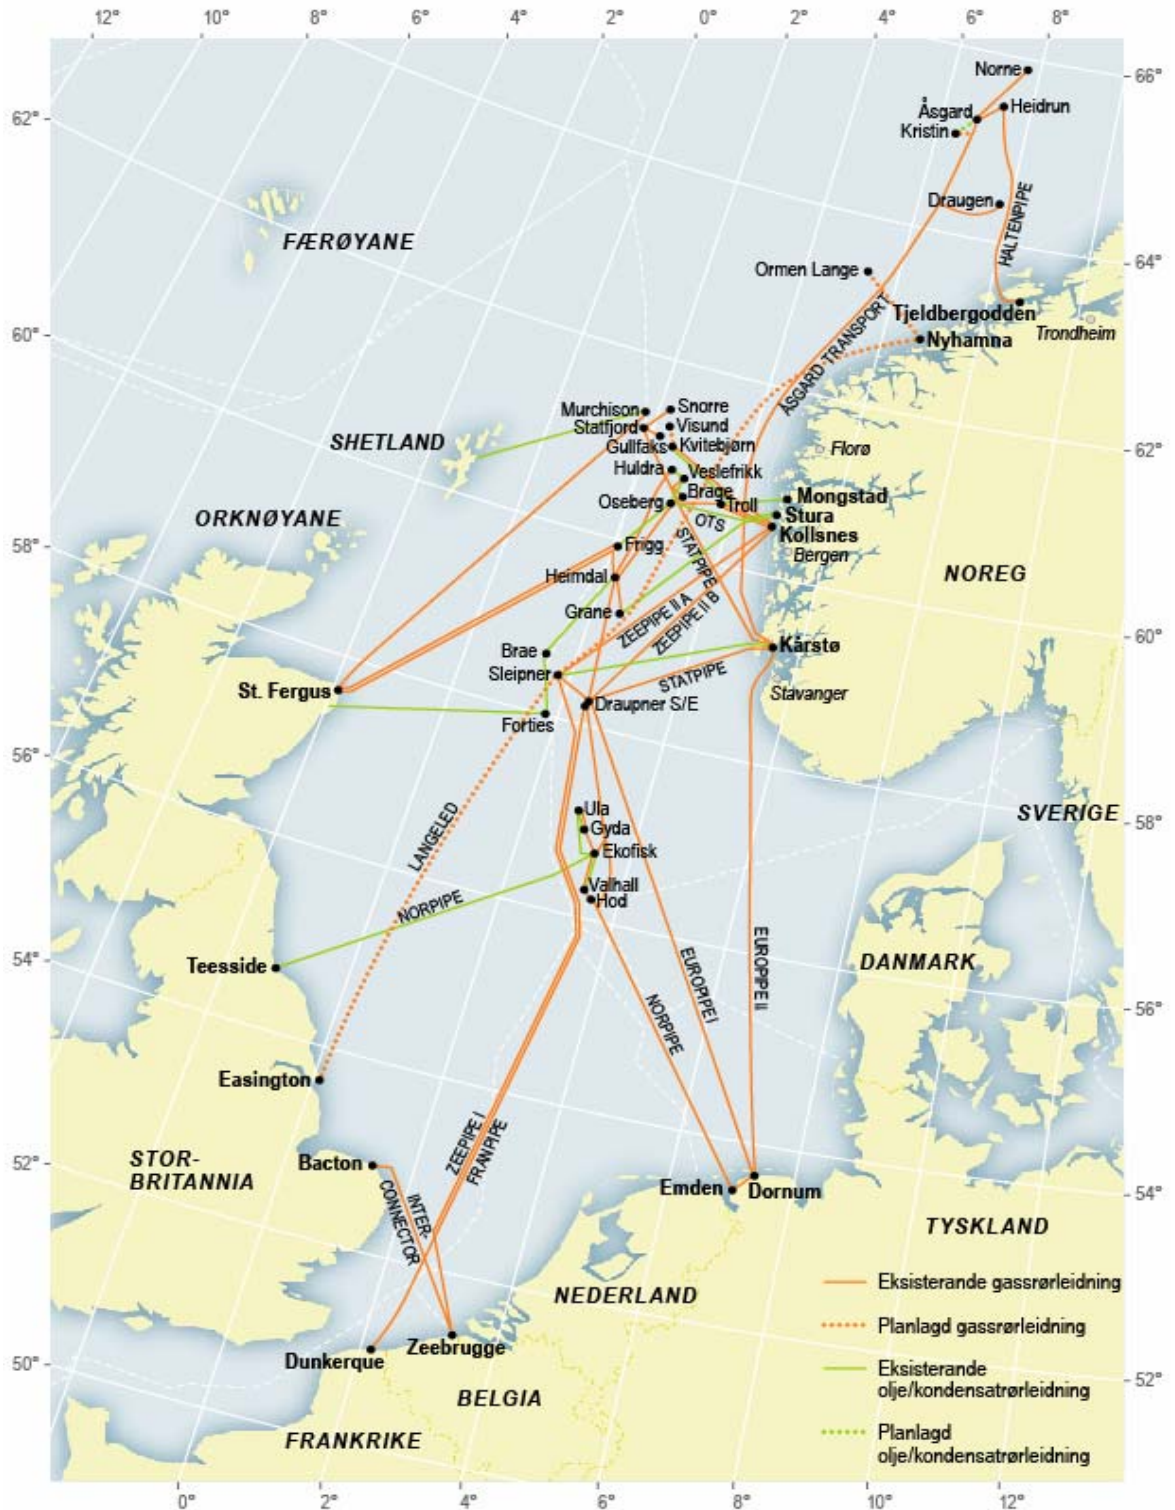 12° 10° 8° 6° 4° 2° 0° 2° 4° 6° 8°
66°
62°
Norne
Åsgard
Heidrun
Kristin
Draugen
HALTENPIPE
FÆRØYANE
Ormen Lange
64°
Tjeldbergodden
Trondheim
60°
Nyhamna
ÅSGARD TRANSPORT
Murchison
Snorre
Statfjord
Visund
SHETLAND
Gullfaks
Kvitebjørn
Florø
62°
Huldra
Veslefrikk
Brage
Mongstad
Oseberg
Troll
Stura
ORKNØYANE
OTS
Kollsnes
58°
Frigg
STATPIPE
Bergen
Heimdal
NOREG
Grane
ZEEPIPE II A
ZEEPIPE II B
60°
Brae
Kårstø
Sleipner
STATPIPE
St. Fergus
Stavanger
Draupner S/E
Forties
56°
Ula
SVERIGE
58°
Gyda
LANGELED
Ekofisk
Valhall
Hod
NORPIPE
54°
Teesside
DANMARK
EUROPIPE I
EUROPIPE II
56°
NORPIPE
Easington
ZEEPIPE I
FRANPIPE
52°
STOR-
BRITANNIA
Bacton
Emden
Dornum
54°
INTER-
CONNECTOR
TYSKLAND
NEDERLAND
Eksisterande gassrørleidning
Planlagd gassrørleidning
Zeebrugge
Dunkerque
50°
Eksisterande
olje/kondensatrørleidning
52°
BELGIA
FRANKRIKE
Planlagd
olje/kondensatrørleidning
0° 2° 4° 6° 8° 10° 12°